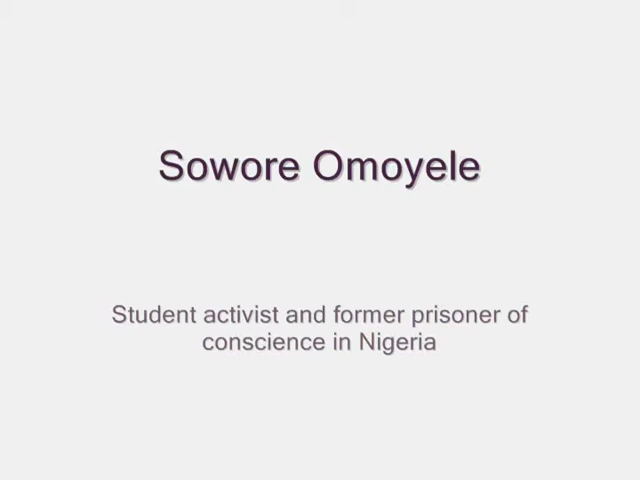 Sowore Omoyele
Student activist and former prisoner of
conscience in Nigeria